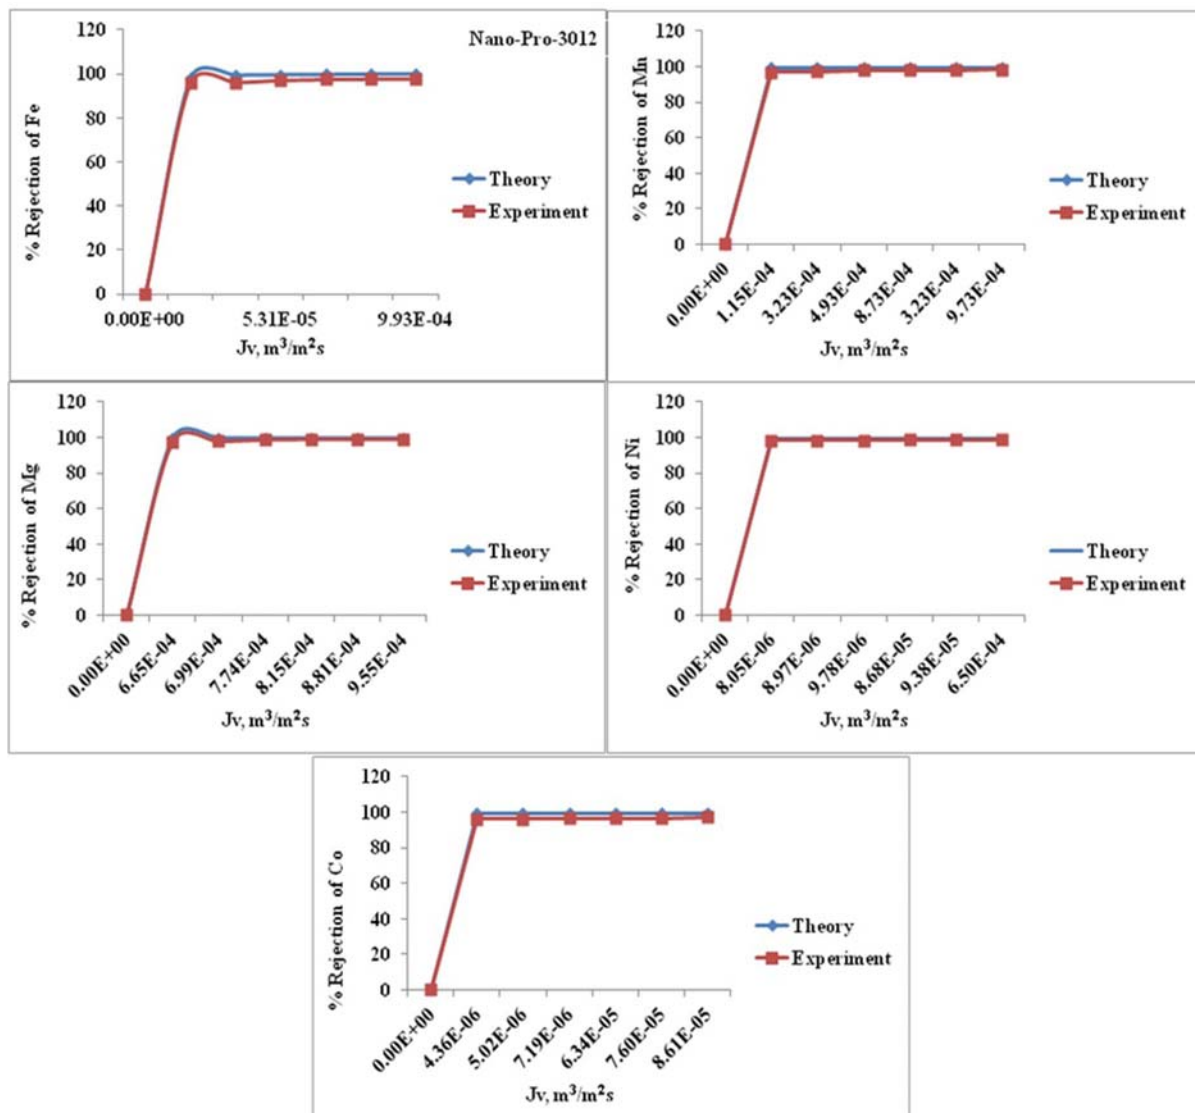 Nano-Pro-3012
% Rejection of Fe
120
100
80
60
40
20
0
0.00E+00 5.31E-05 9.93E-04
Jv, m³/m²s
Theory
Experiment
% Rejection of Mn
120
100
80
60
40
20
0
0.00E+00 1.15E-04 3.23E-04 4.93E-04 8.73E-04 3.23E-04 9.73E-04
Jv, m³/m²s
Theory
Experiment
% Rejection of Mg
120
100
80
60
40
20
0
0.00E+00 6.65E-04 6.99E-04 7.74E-04 8.15E-04 8.81E-04 9.55E-04
Jv, m³/m²s
Theory
Experiment
% Rejection of Ni
120
100
80
60
40
20
0
0.00E+00 8.05E-06 8.97E-06 9.78E-06 8.68E-05 9.38E-05 6.50E-04
Jv, m³/m²s
Theory
Experiment
% Rejection of Co
120
100
80
60
40
20
0
0.00E+00 4.36E-06 5.02E-06 7.19E-06 6.34E-05 7.60E-05 8.61E-05
Jv, m³/m²s
Theory
Experiment